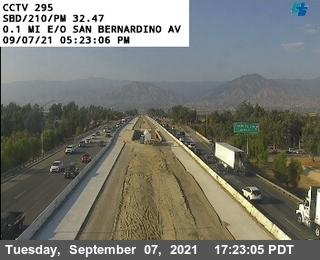 CCTV 295
SBD/210/PM 32.47
0.1 MI E/O SAN BERNARDINO AV
09/07/21 05:23:06 PM
Tuesday, September 07, 2021 17:23:05 PDT